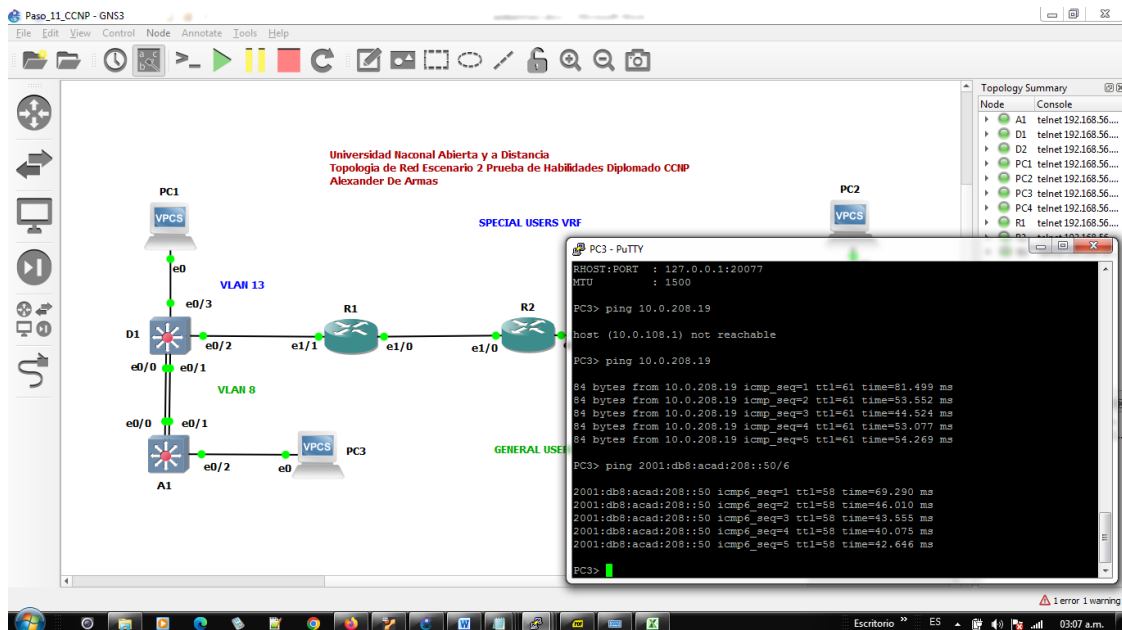 Paso_11_CCNP - GNS3
File Edit View Control Node Annotate Tools Help
Topology Summary
Node Console
A1 telnet 192.168.56....
D1 telnet 192.168.56....
D2 telnet 192.168.56....
PC1 telnet 192.168.56....
PC2 telnet 192.168.56....
PC3 telnet 192.168.56....
PC4 telnet 192.168.56....
R1 telnet 192.168.56....
Universidad Naconal Abierta y a Distancia
Topologia de Red Escenario 2 Prueba de Habilidades Diplomado CCNP
Alexander De Armas
PC1
VPCS
e0
VLAN 13
e0/3
D1
e0/2
e0/0
e0/1
VLAN 8
e0/0
e0/1
A1
e0/2
e0
VPCS
PC3
R1
e1/1
e1/0
R2
e1/0
SPECIAL USERS VRF
GENERAL USE
PC2
VPCS
PC3 - PuTTY
RHOST:PORT : 127.0.0.1:20077
MTU : 1500
PC3> ping 10.0.208.19
host (10.0.108.1) not reachable
PC3> ping 10.0.208.19
84 bytes from 10.0.208.19 icmp_seq=1 ttl=61 time=81.499 ms
84 bytes from 10.0.208.19 icmp_seq=2 ttl=61 time=53.552 ms
84 bytes from 10.0.208.19 icmp_seq=3 ttl=61 time=44.524 ms
84 bytes from 10.0.208.19 icmp_seq=4 ttl=61 time=53.077 ms
84 bytes from 10.0.208.19 icmp_seq=5 ttl=61 time=54.269 ms
PC3> ping 2001:db8:acad:208::50/6
2001:db8:acad:208::50 icmp6_seq=1 ttl=58 time=69.290 ms
2001:db8:acad:208::50 icmp6_seq=2 ttl=58 time=46.010 ms
2001:db8:acad:208::50 icmp6_seq=3 ttl=58 time=43.555 ms
2001:db8:acad:208::50 icmp6_seq=4 ttl=58 time=40.075 ms
2001:db8:acad:208::50 icmp6_seq=5 ttl=58 time=42.646 ms
PC3>
1 error 1 warning
Escritorio » ES 03:07 a.m.